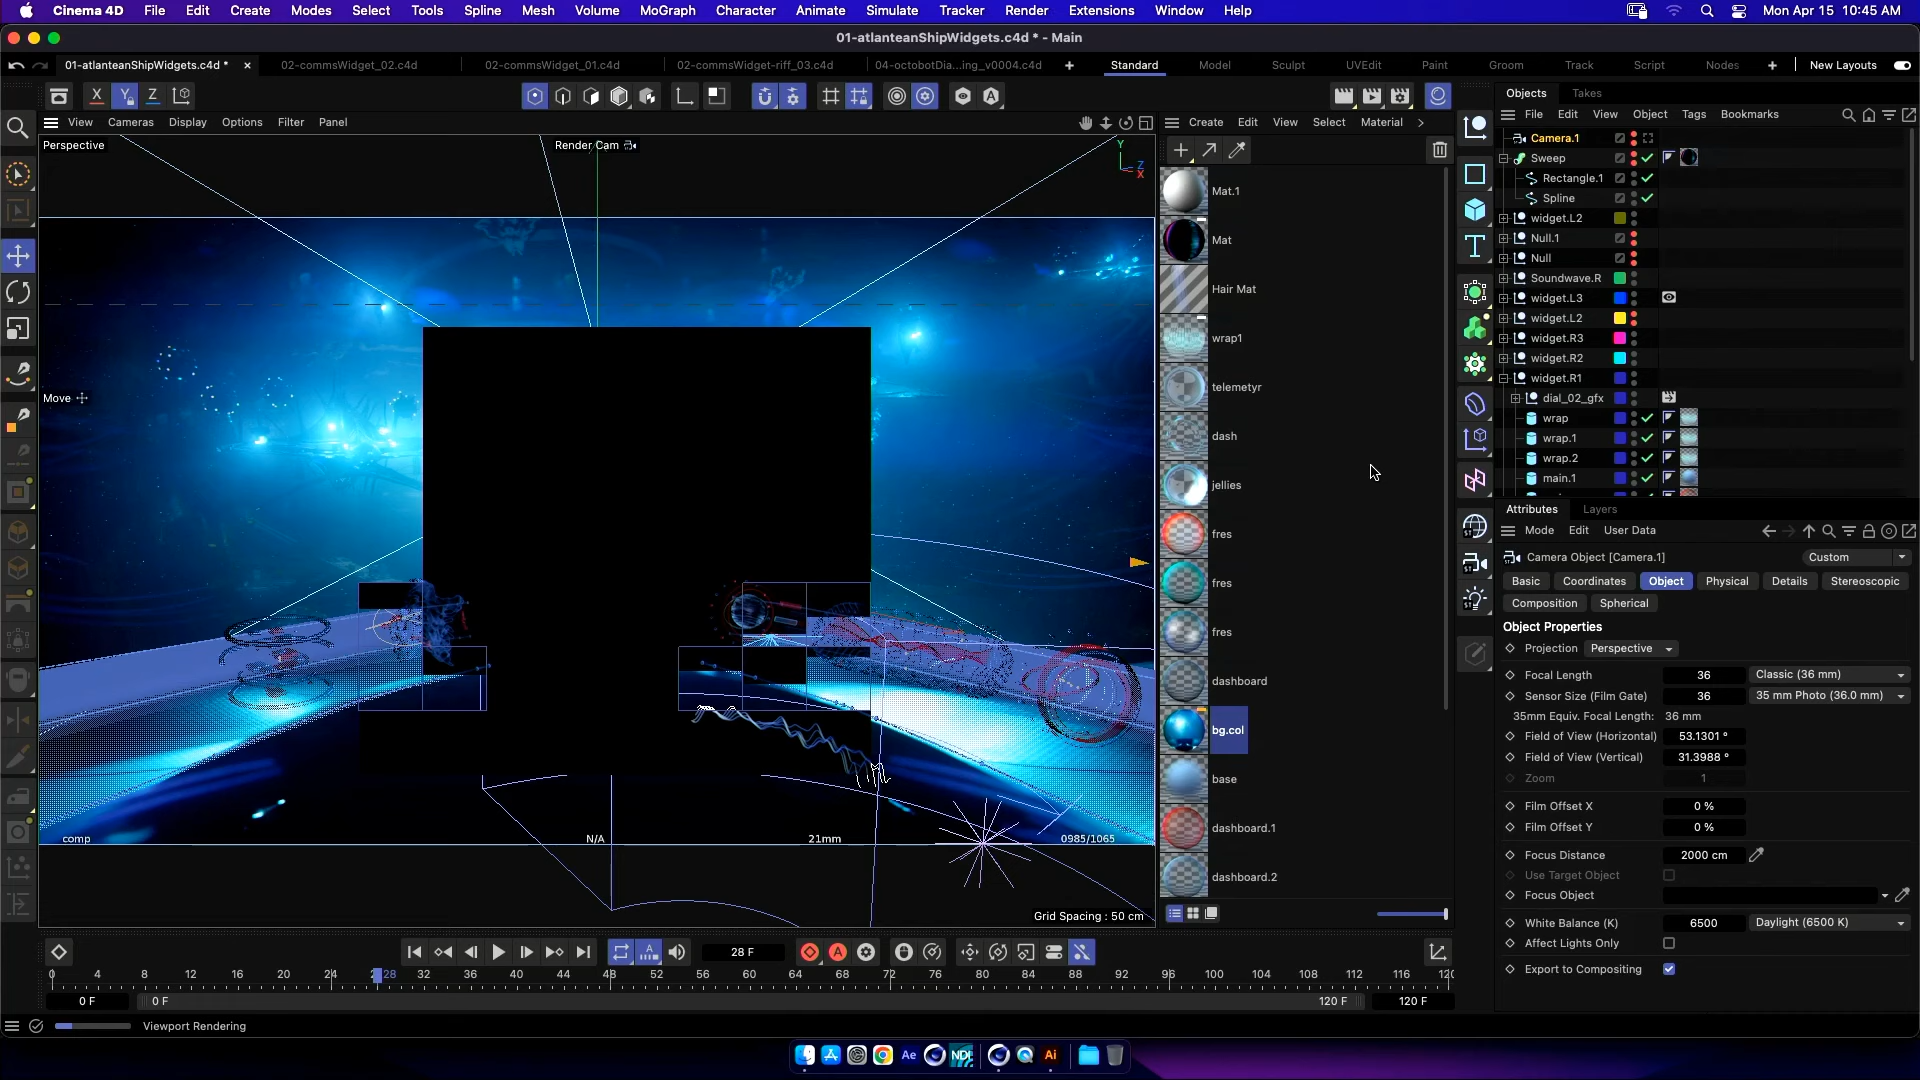 Cinema 4D File Edit Create Modes Select Tools Spline Mesh Volume MoGraph Character Animate Simulate Tracker Render Extensions Window Help Mon Apr 15 10:45 AM
01-atlanteanShipWidgets.c4d * - Main
01-atlanteanShipWidgets.c4d * 02-commsWidget_02.c4d 02-commsWidget_01.c4d 02-commsWidget-riff_03.c4d 04-octobotDia...ing_v0004.c4d Standard Model Sculpt UVEdit Paint Groom Track Script Nodes New Layouts
X Y Z
View Cameras Display Options Filter Panel
Perspective
Render Cam
Y
Z
X
Move
comp N/A 21mm 0985/1065
Grid Spacing : 50 cm
Create Edit View Select Material
Mat.1
Mat
Hair Mat
wrap1
telemetyr
dash
jellies
fres
fres
fres
dashboard
bg.col
base
dashboard.1
dashboard.2
Objects Takes
File Edit View Object Tags Bookmarks
Camera.1
Sweep
Rectangle.1
Spline
widget.L2
Null.1
Null
Soundwave.R
widget.L3
widget.L2
widget.R3
widget.R2
widget.R1
dial_02_gfx
wrap
wrap.1
wrap.2
main.1
Attributes Layers
Mode Edit User Data
Camera Object [Camera.1] Custom
Basic Coordinates Object Physical Details Stereoscopic
Composition Spherical
Object Properties
Projection Perspective
Focal Length 36 Classic (36 mm)
Sensor Size (Film Gate) 36 35 mm Photo (36.0 mm)
35mm Equiv. Focal Length: 36 mm
Field of View (Horizontal) 53.1301 °
Field of View (Vertical) 31.3988 °
Zoom 1
Film Offset X 0 %
Film Offset Y 0 %
Focus Distance 2000 cm
Use Target Object
Focus Object
White Balance (K) 6500 Daylight (6500 K)
Affect Lights Only
Export to Compositing
28 F
0 4 8 12 16 20 24 28 32 36 40 44 48 52 56 60 64 68 72 76 80 84 88 92 96 100 104 108 112 116 120
0 F 0 F 120 F 120 F
Viewport Rendering
Ae NDI Ai